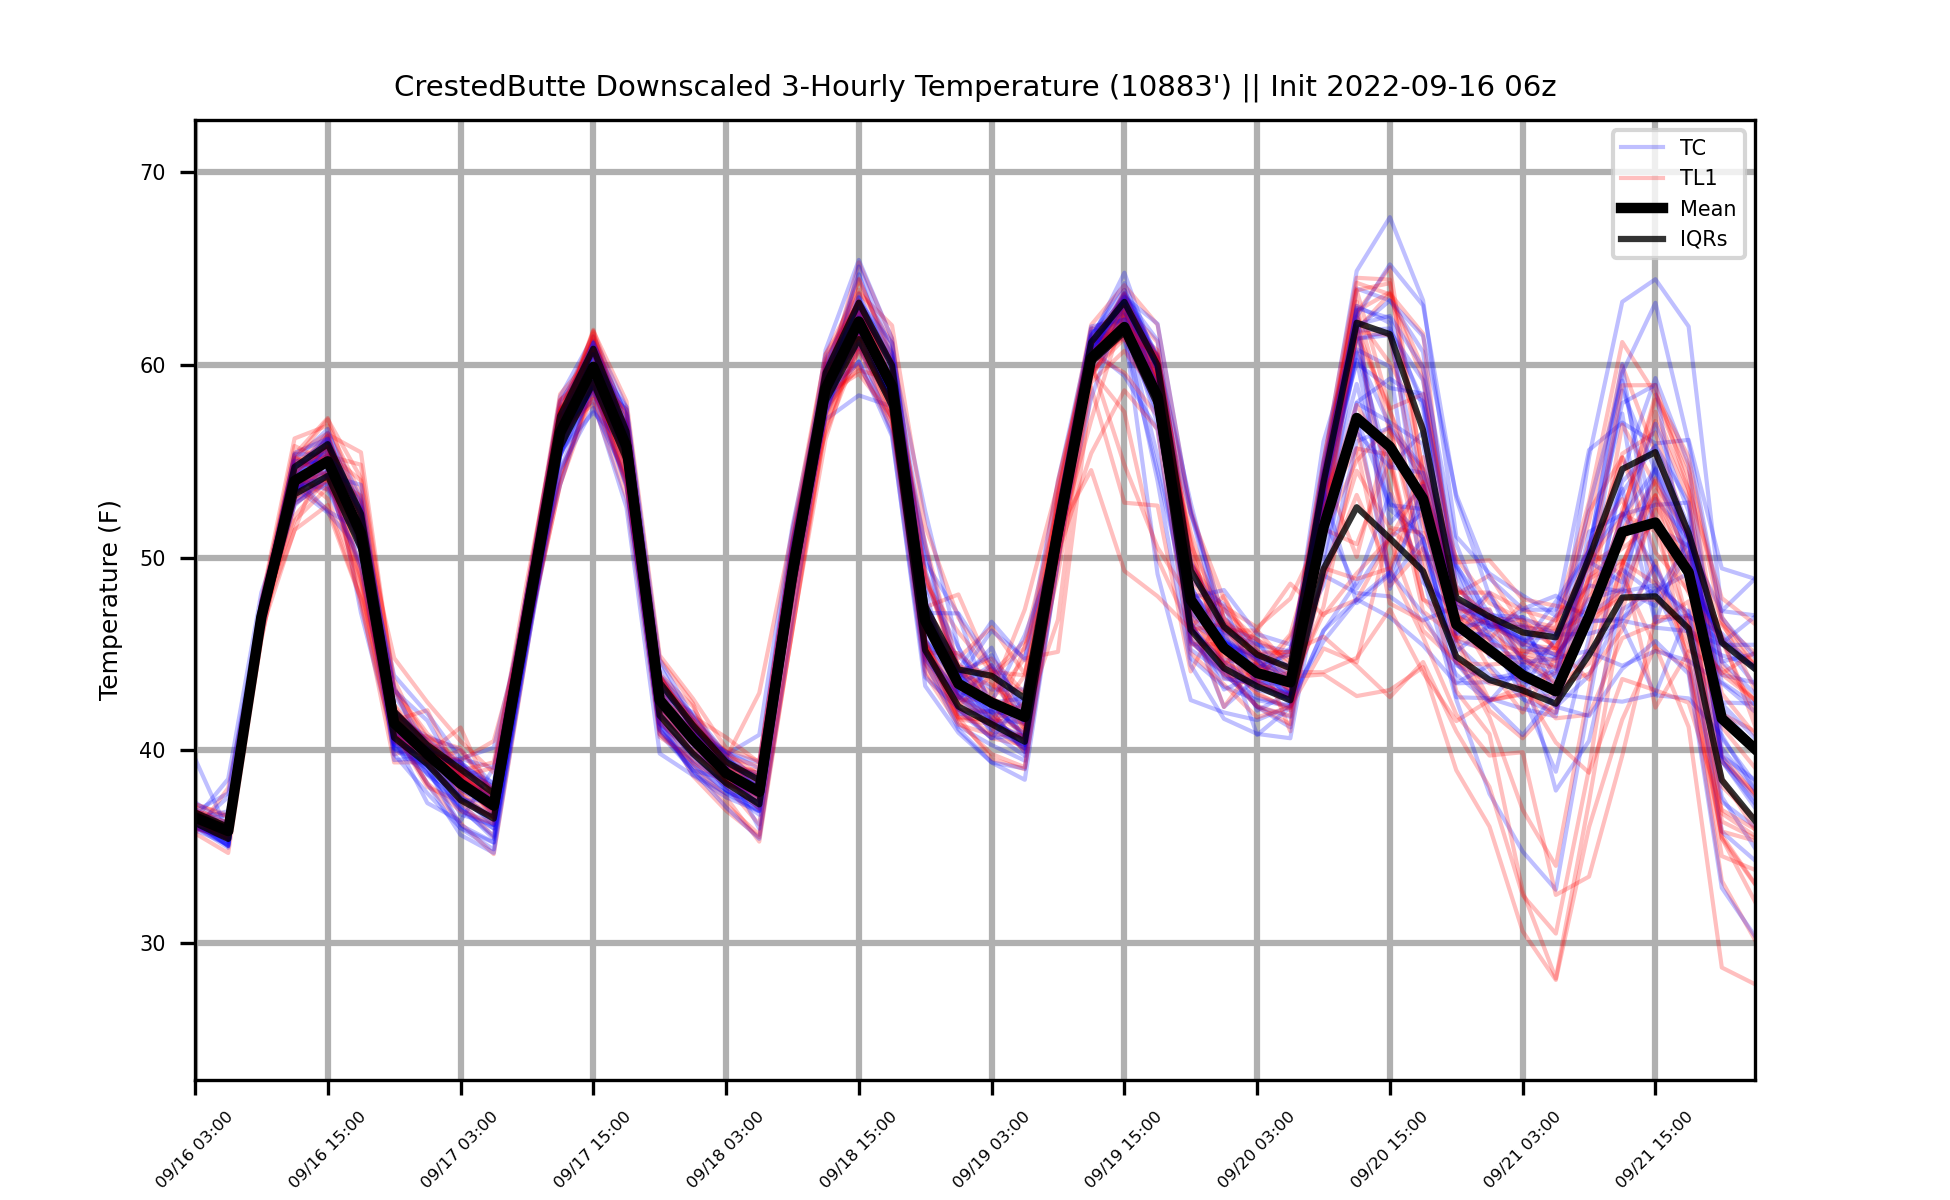 CrestedButte Downscaled 3-Hourly Temperature (10883') || Init 2022-09-16 06z
TC
TL1
Mean
IQRs
Temperature (F)
70
60
50
40
30
09/16 03:00
09/16 15:00
09/17 03:00
09/17 15:00
09/18 03:00
09/18 15:00
09/19 03:00
09/19 15:00
09/20 03:00
09/20 15:00
09/21 03:00
09/21 15:00